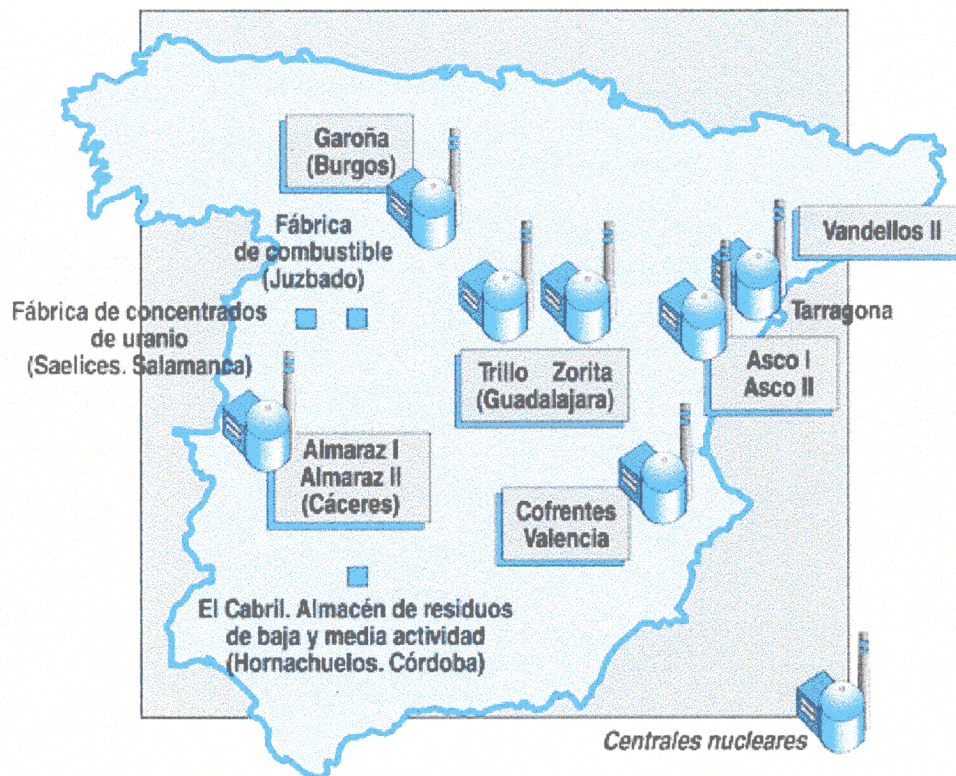 Garoña
(Burgos)
Fábrica
de combustible
(Juzbado)
Vandellos II
Fábrica de concentrados
de uranio
(Saelices. Salamanca)
Tarragona
Trillo Zorita
(Guadalajara)
Asco I
Asco II
Almaraz I
Almaraz II
(Cáceres)
Cofrentes
Valencia
El Cabril. Almacén de residuos
de baja y media actividad
(Hornachuelos. Córdoba)
Centrales nucleares